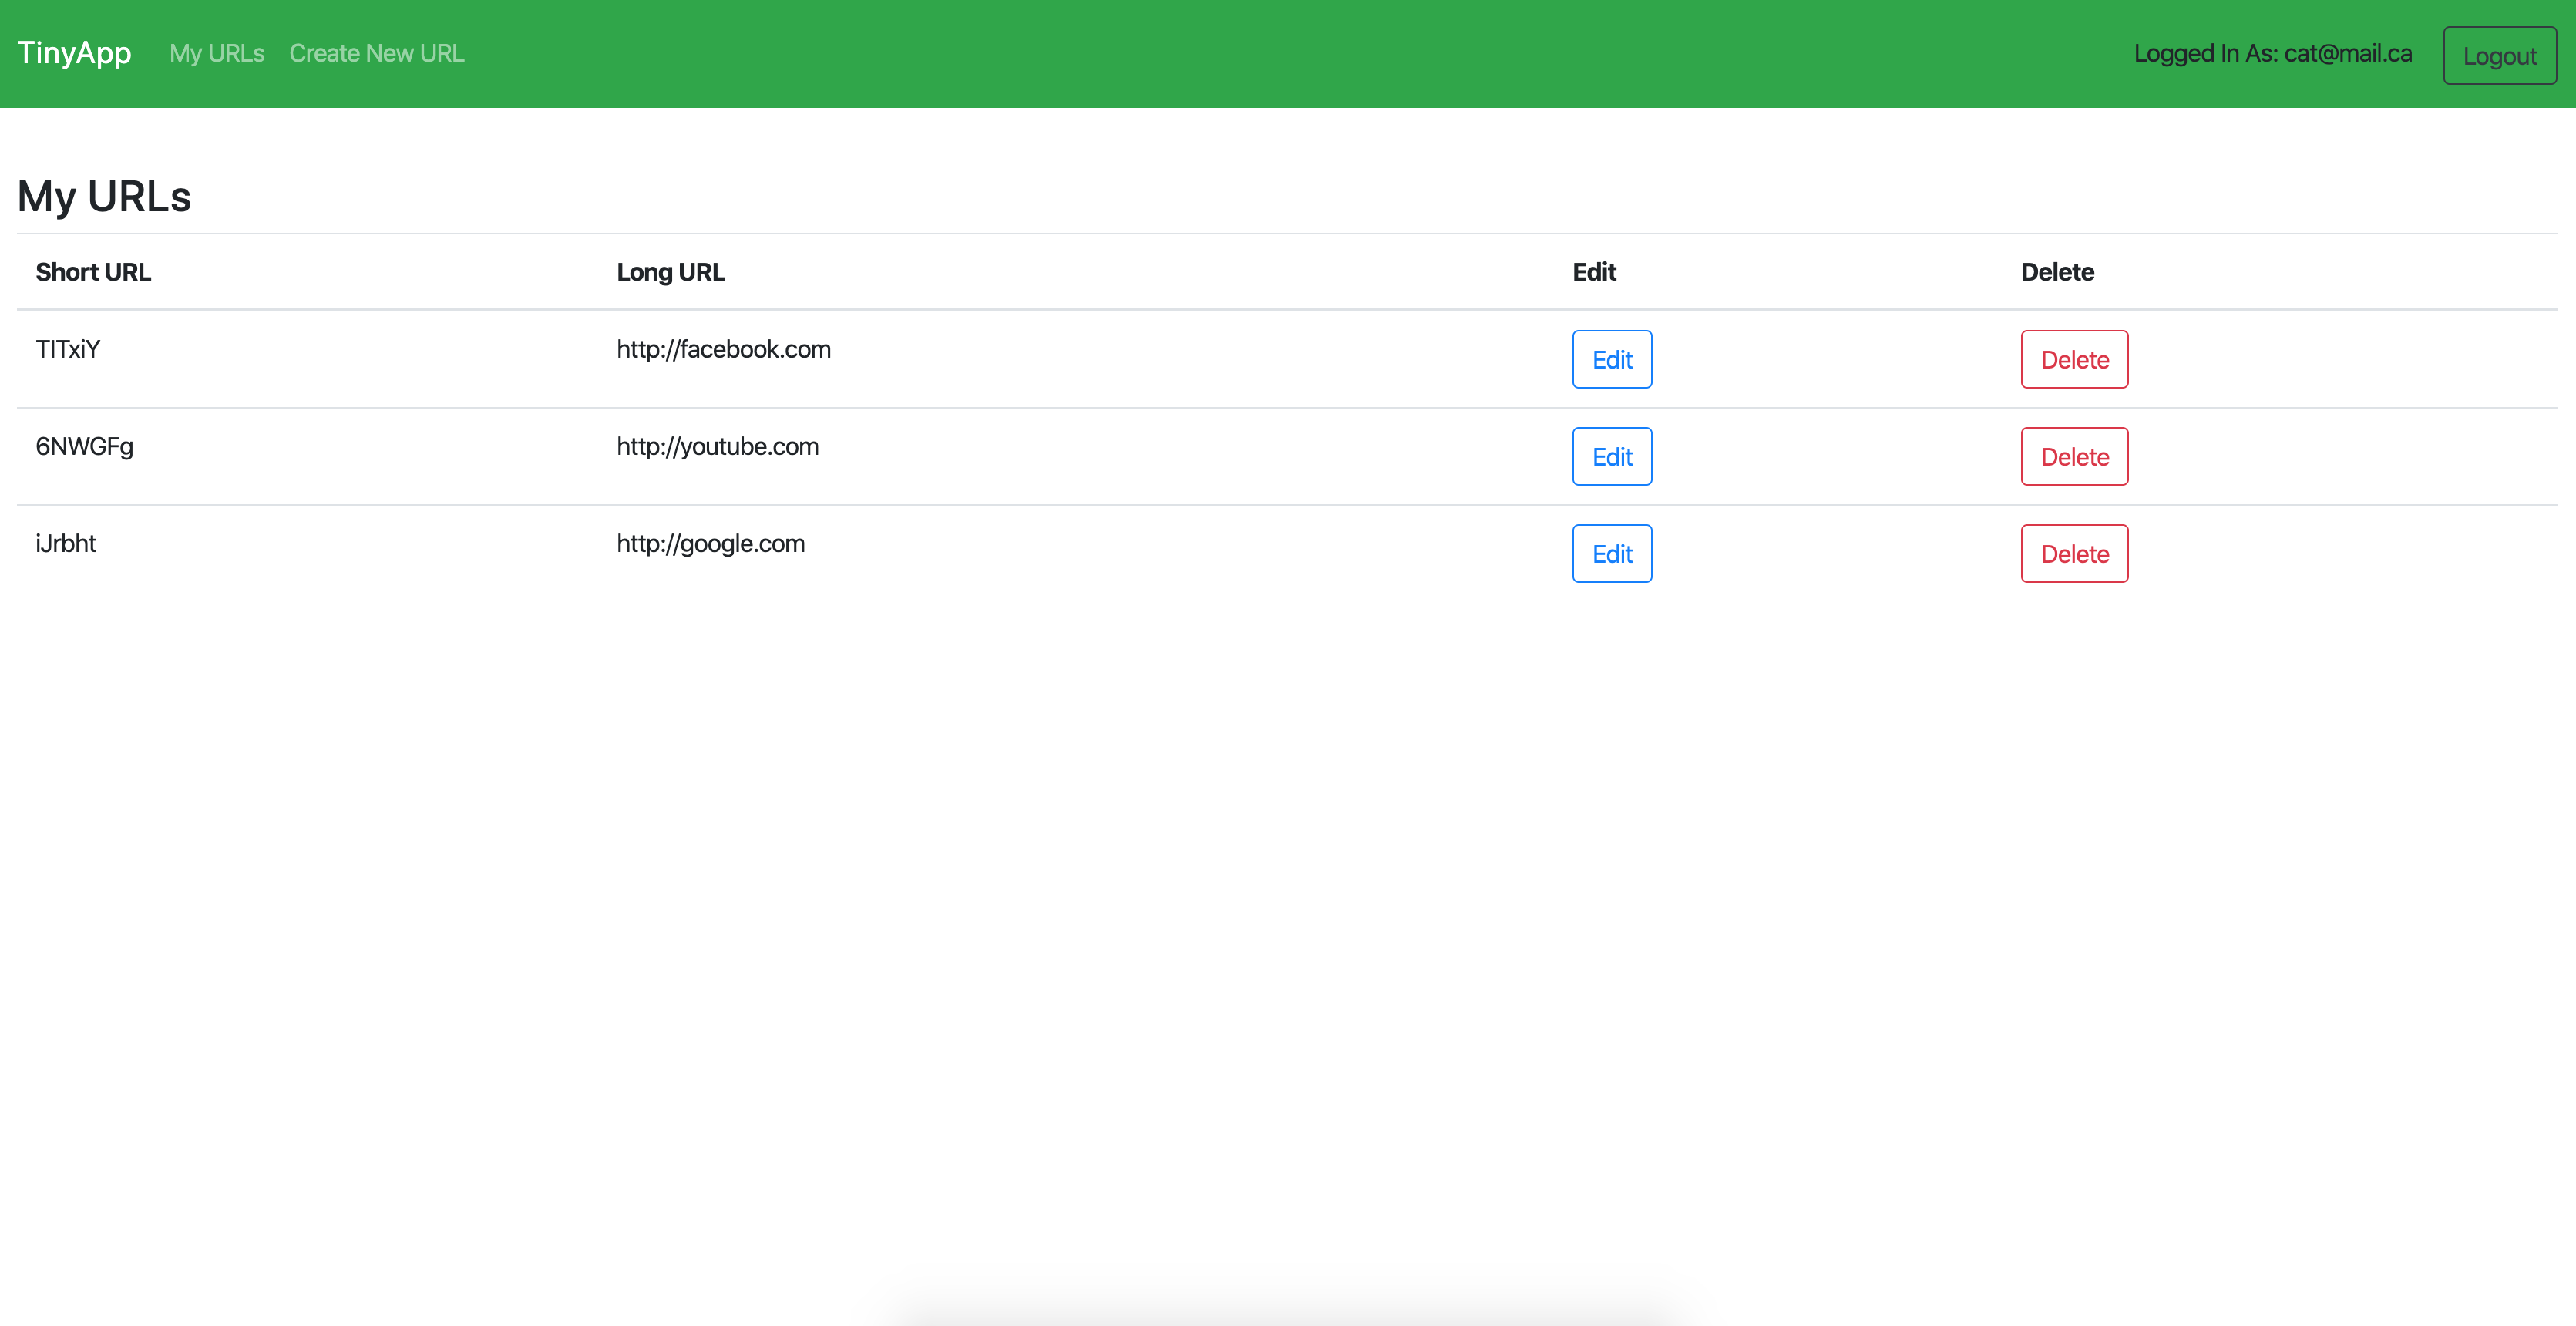 TinyApp My URLs Create New URL Logged In As: cat@mail.ca Logout
My URLs
Short URL Long URL Edit Delete
TITxiY http://facebook.com Edit Delete
6NWGFg http://youtube.com Edit Delete
iJrbht http://google.com Edit Delete